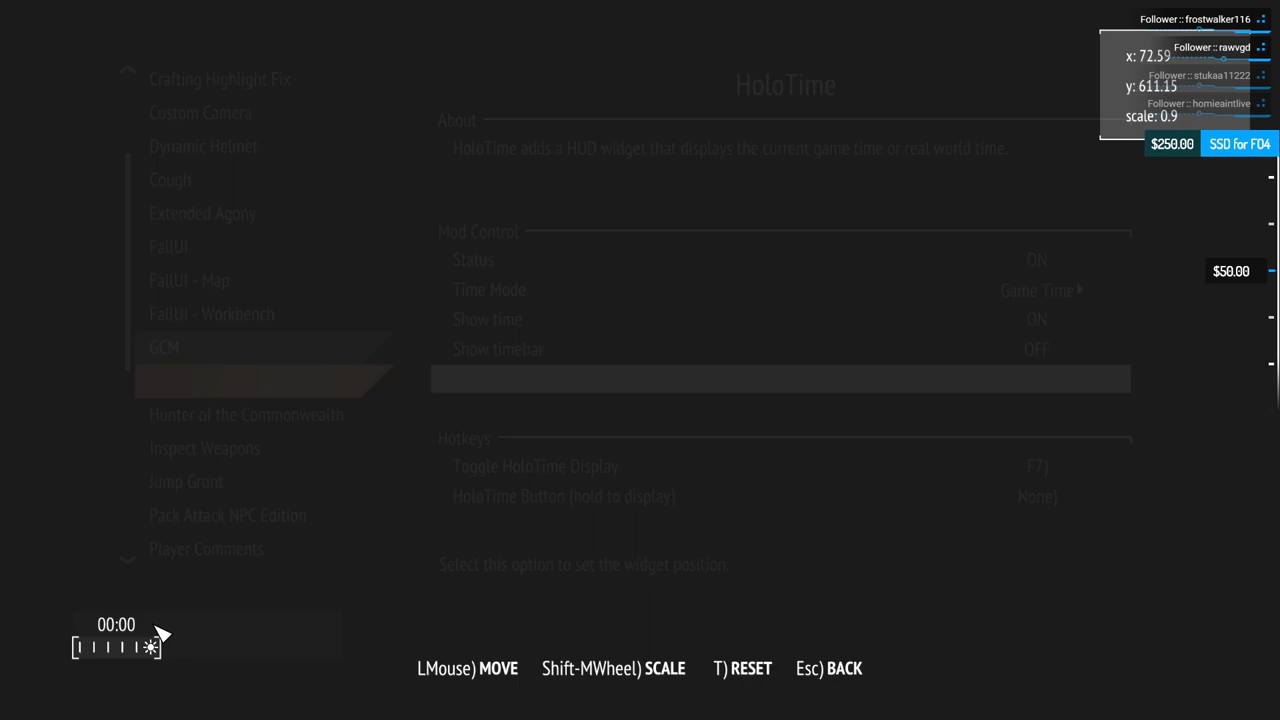 Follower :: frostwalker116
Follower :: rawvgd
Follower :: stukaa11222
Follower :: homieaintlive
x: 72.59
y: 611.15
scale: 0.9
$250.00 SSD for FO4
$50.00
Crafting Highlight Fix
Custom Camera
Dynamic Helmet
Cough
Extended Agony
FallUI
FallUI - Map
FallUI - Workbench
GCM
Hunter of the Commonwealth
Inspect Weapons
Jump Grunt
Pack Attack NPC Edition
Player Comments
HoloTime
About
HoloTime adds a HUD widget that displays the current game time or real world time.
Mod Control
Status ON
Time Mode Game Time
Show time ON
Show timebar OFF
Hotkeys
Toggle HoloTime Display F7)
HoloTime Button (hold to display) None)
Select this option to set the widget position.
00:00
LMouse) MOVE Shift-MWheel) SCALE T) RESET Esc) BACK